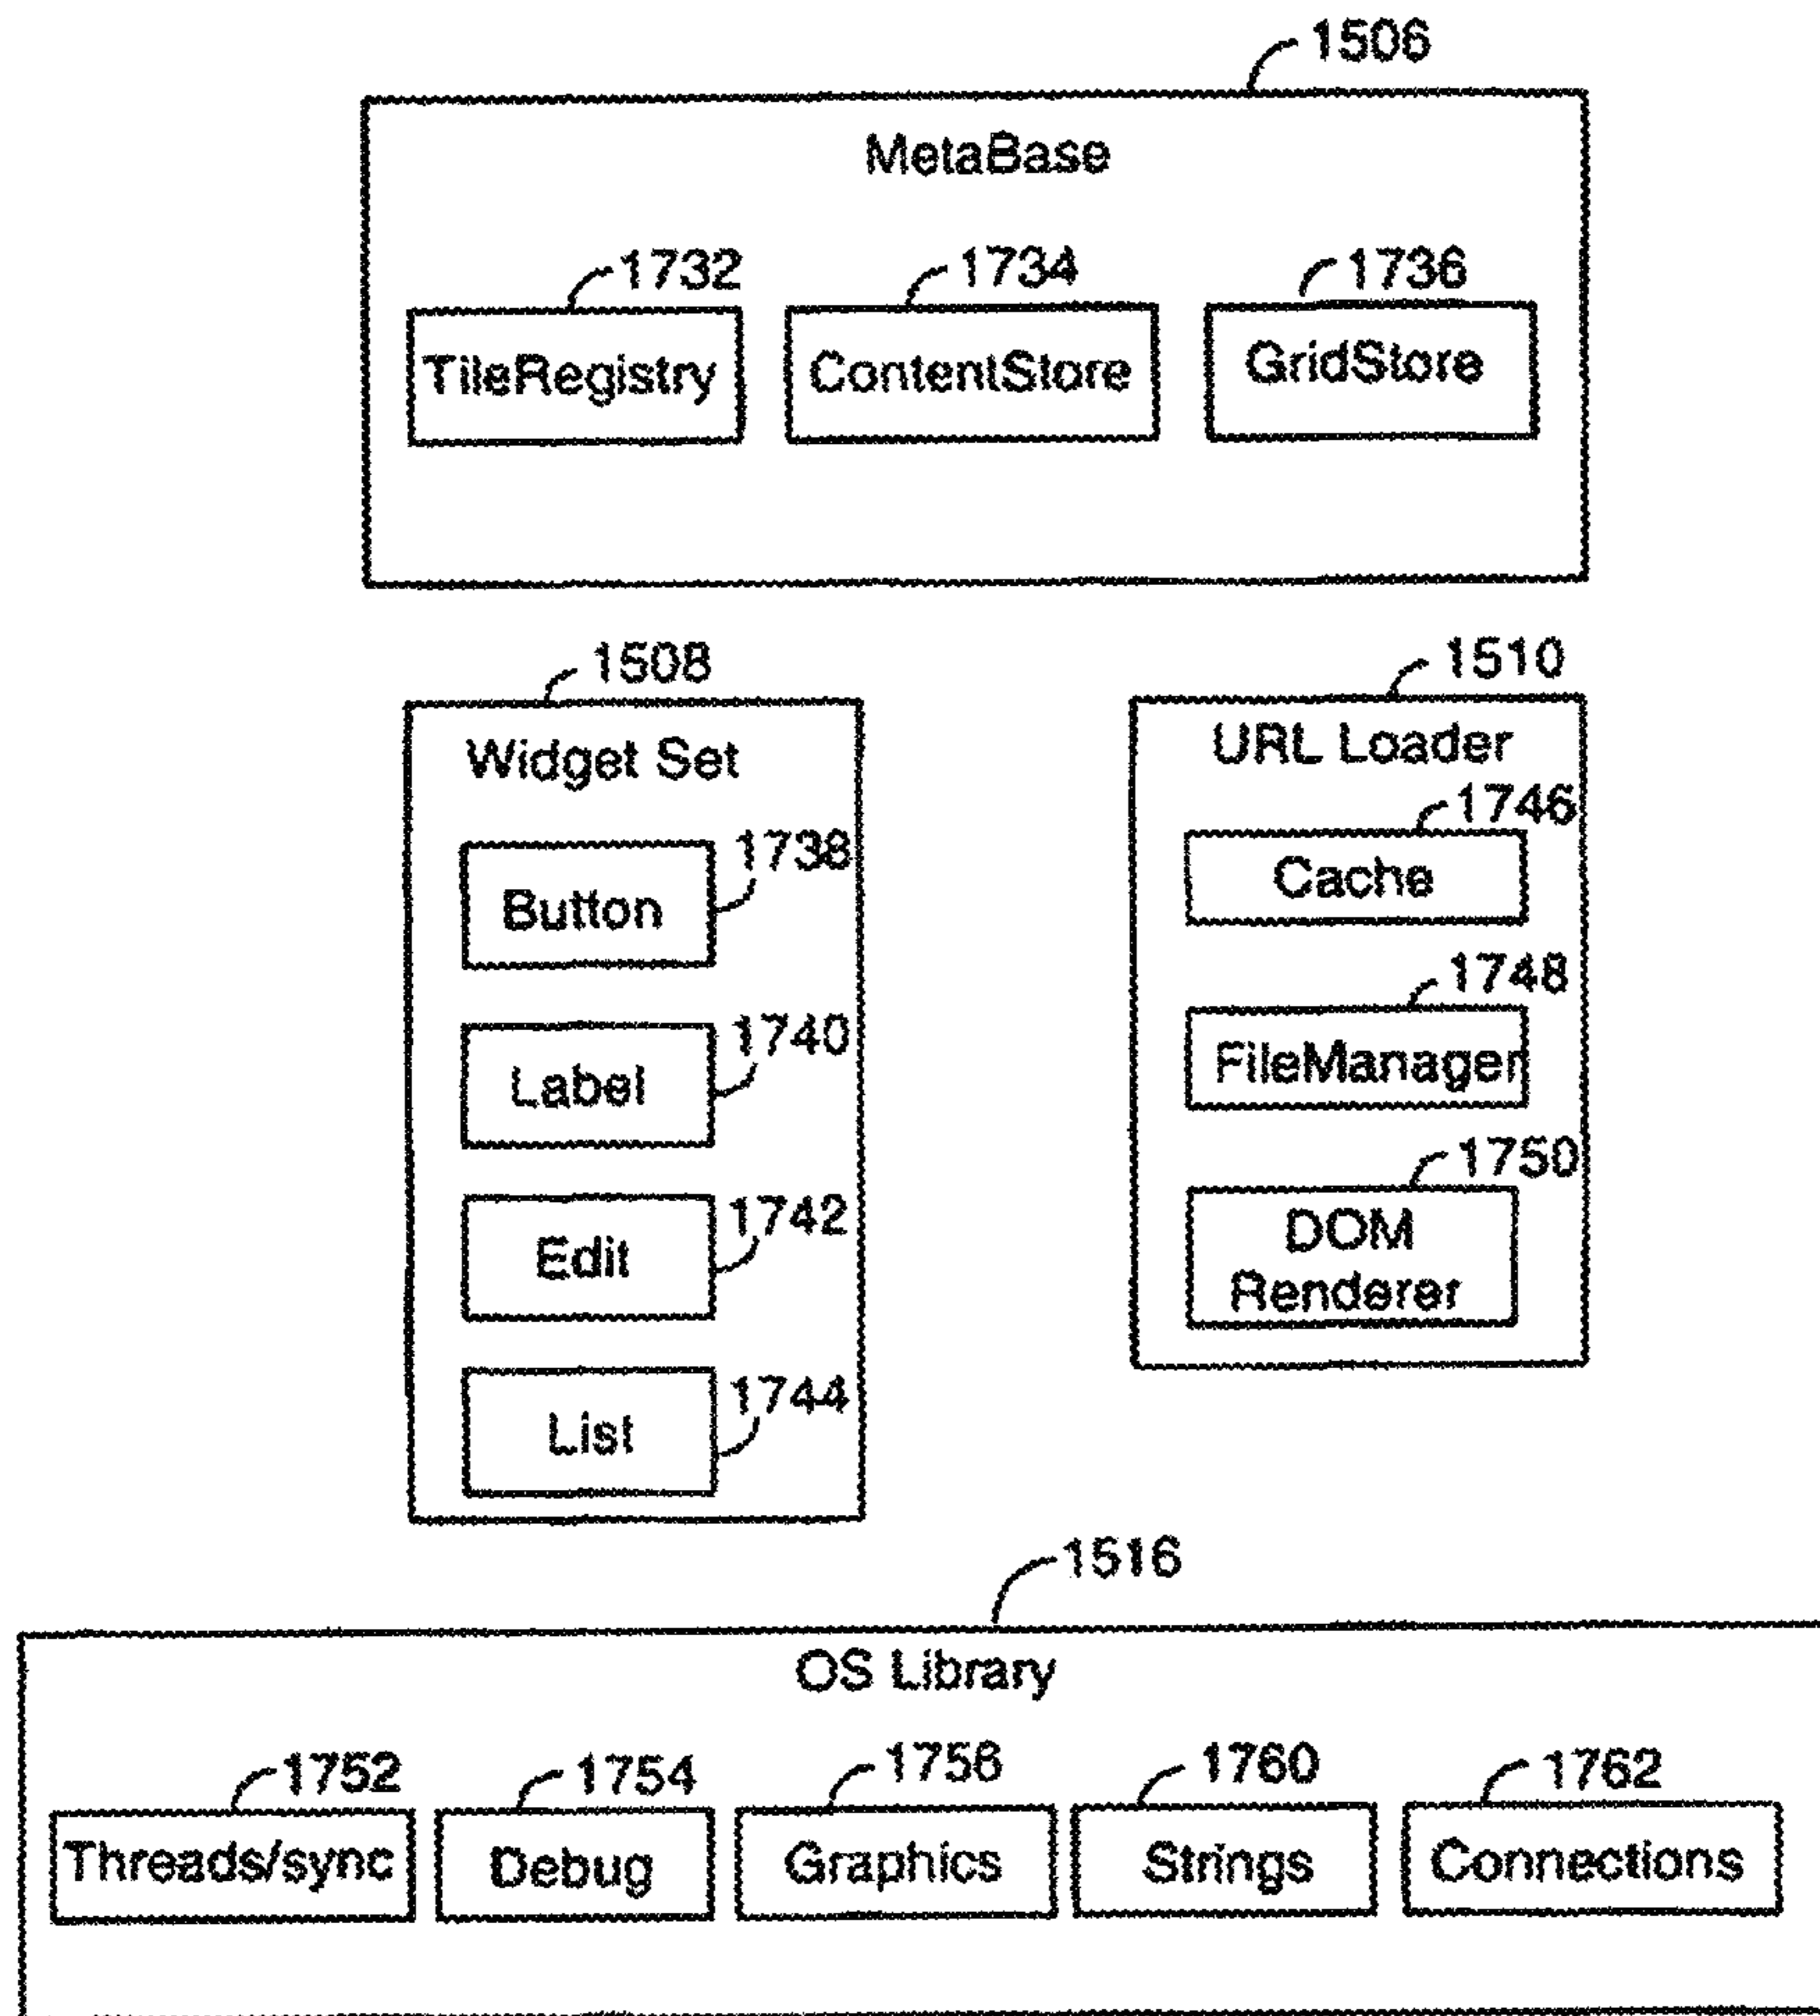 1506
MetaBase
1732
1734
1736
TileRegistry
ContentStore
GridStore
1508
1510
Widget Set
URL Loader
1738
1746
Button
Cache
1740
1748
Label
FileManager
1742
1750
Edit
DOM
Renderer
1744
List
1516
OS Library
1752
1754
1756
1760
1762
Threads/sync
Debug
Graphics
Strings
Connections